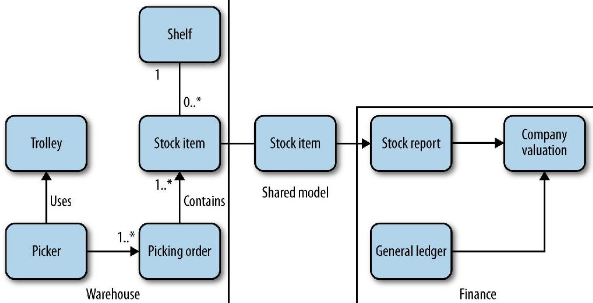 Shelf
1
0..*
Trolley
Stock item
Stock item
Stock report
Company
valuation
1..*
Shared model
Uses
Contains
1..*
Picker
Picking order
General ledger
Warehouse
Finance